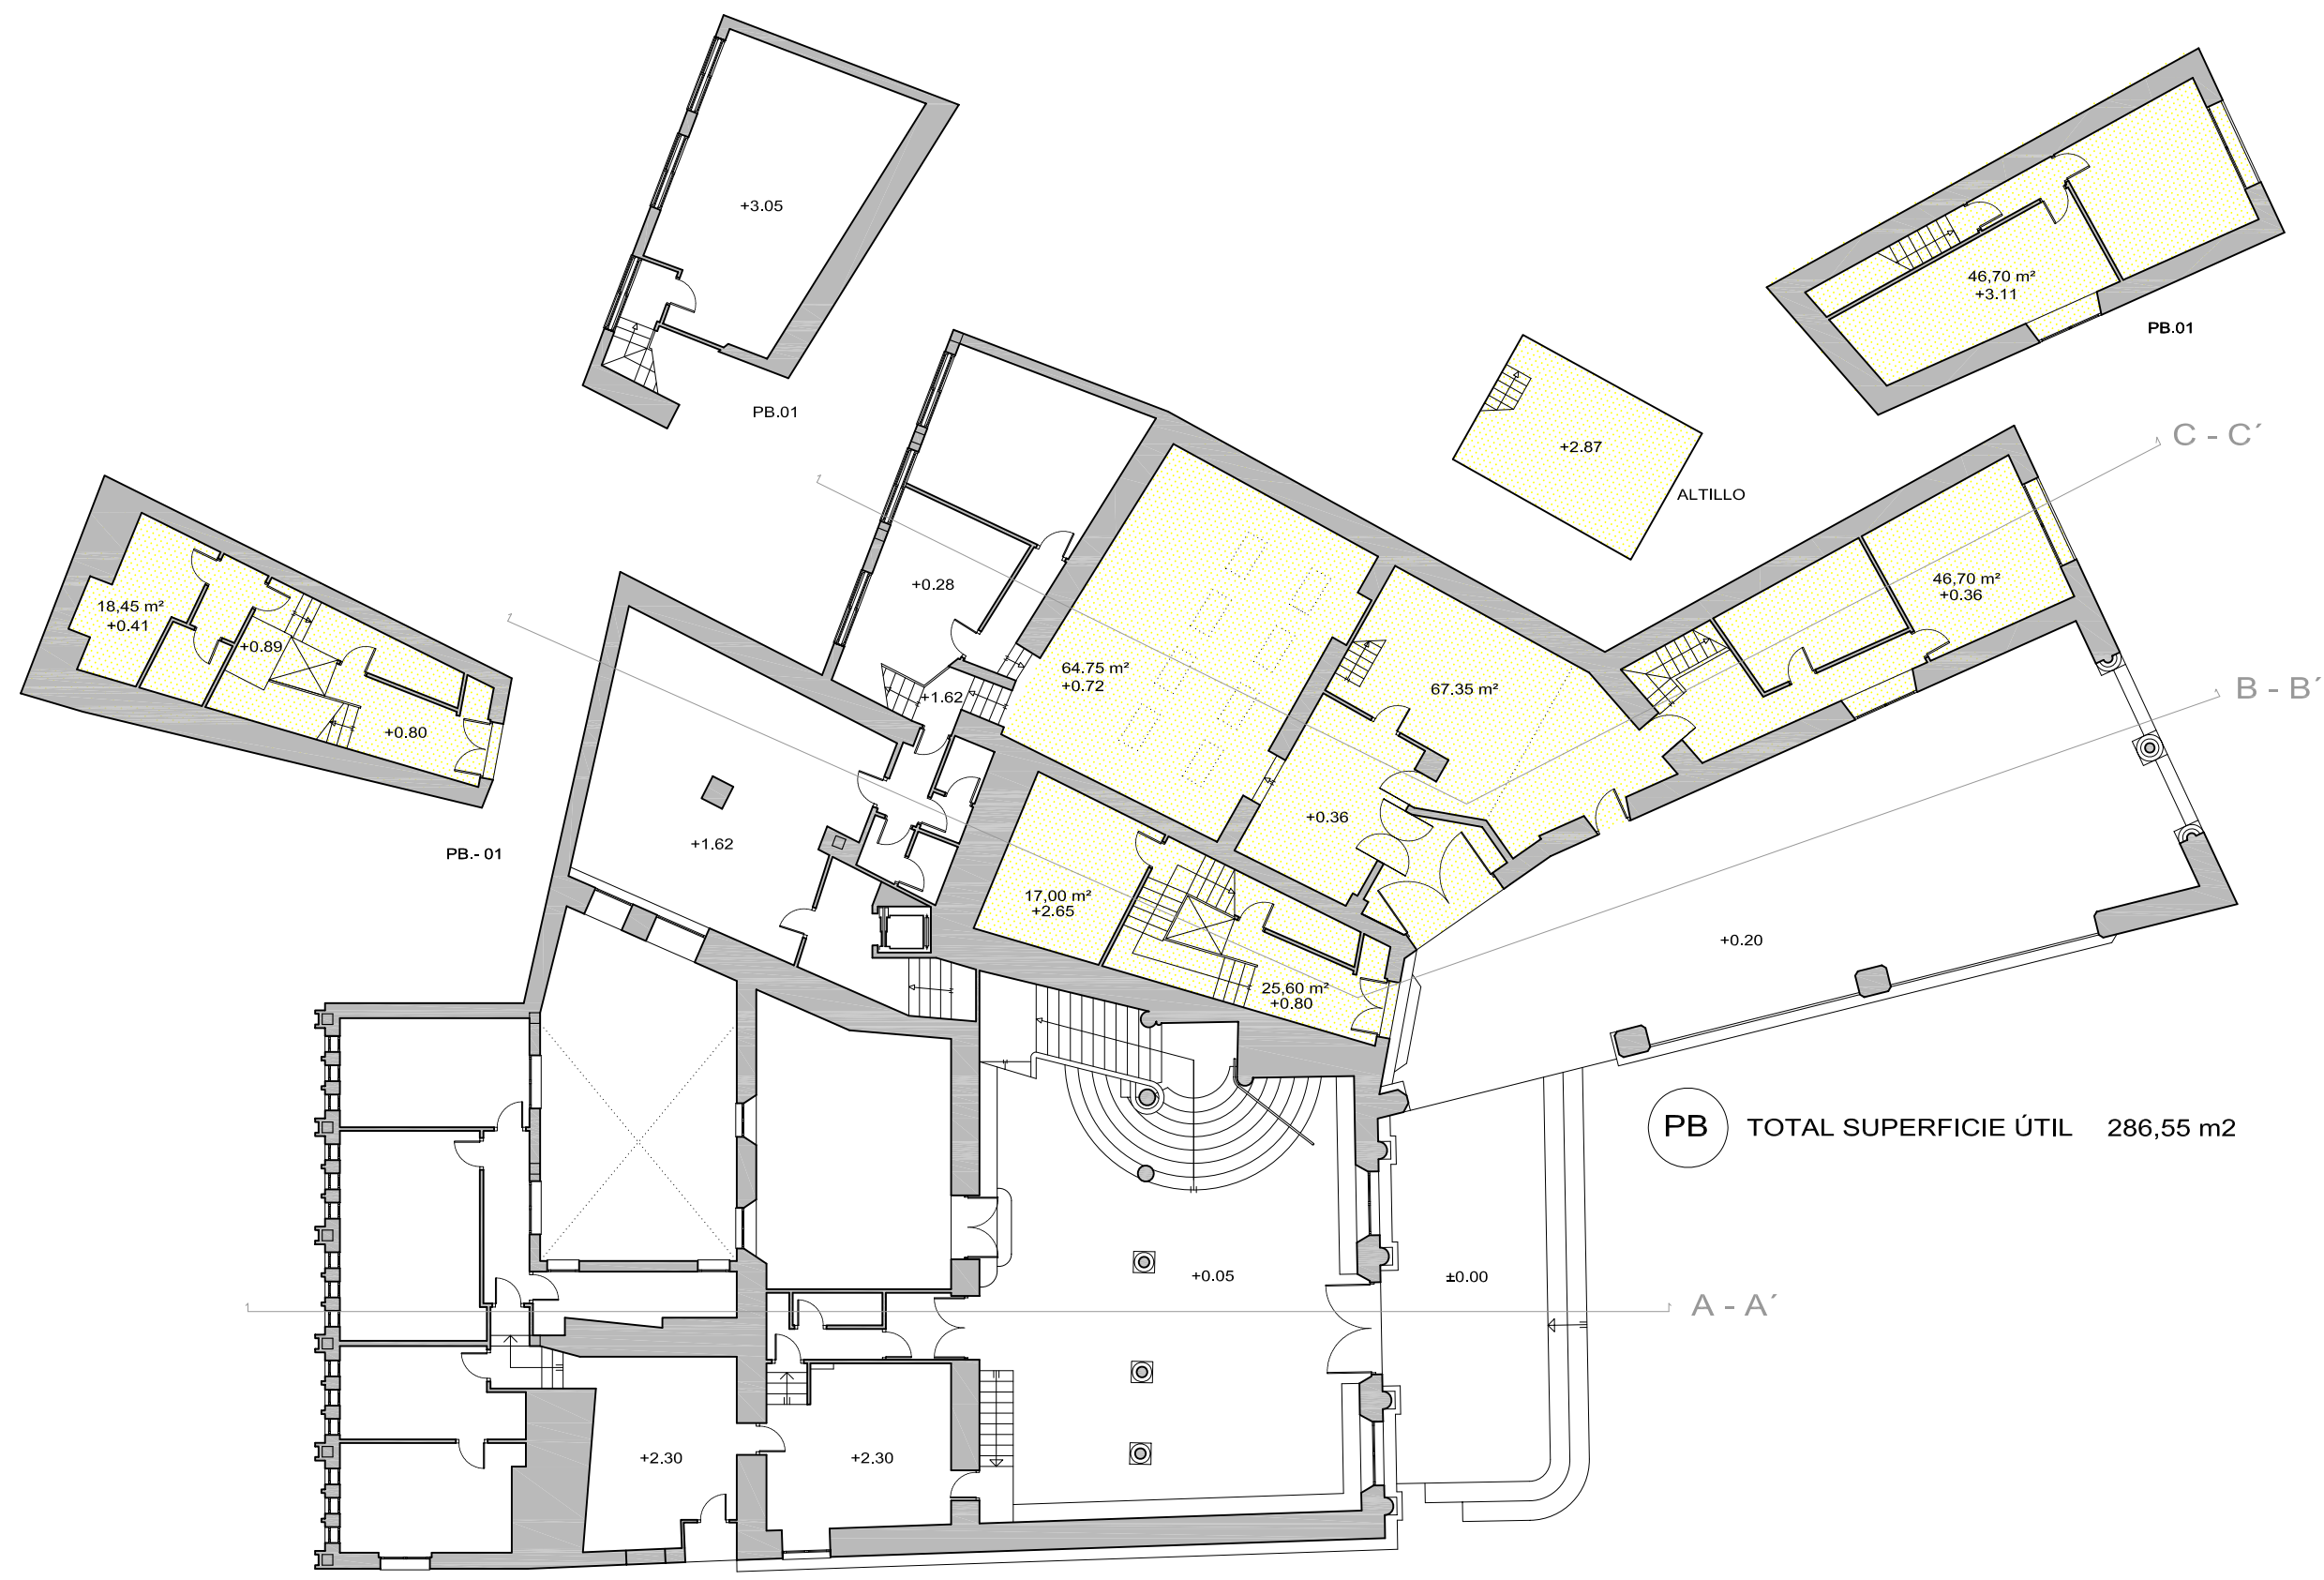 +3.05
PB.01
46,70 m²
+3.11
PB.01
+2.87
ALTILLO
C - C´
18,45 m²
+0.41
+0.89
+0.80
PB.- 01
+0.28
+1.62
64.75 m²
+0.72
67.35 m²
46,70 m²
+0.36
B - B´
+1.62
+0.36
17,00 m²
+2.65
25,60 m²
+0.80
+0.20
PB TOTAL SUPERFICIE ÚTIL 286,55 m2
+0.05
±0.00
A - A´
+2.30
+2.30